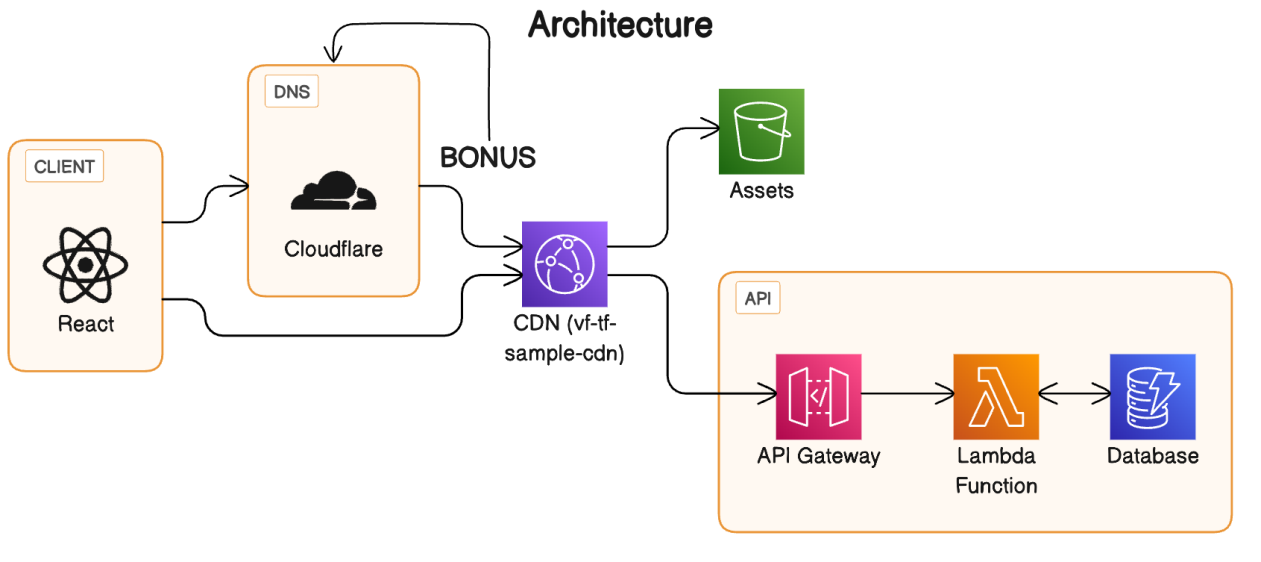 Architecture
DNS
BONUS
CLIENT
Cloudflare
React
Assets
CDN (vf-tf-
sample-cdn)
API
</>
API Gateway
Lambda
Function
Database